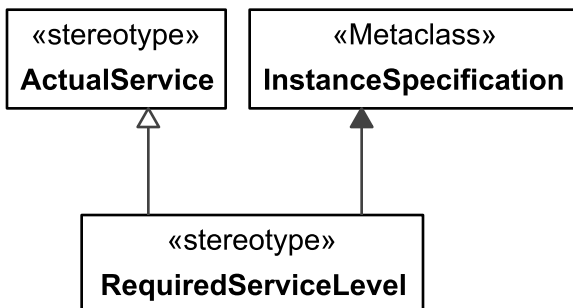 «stereotype»
ActualService
«Metaclass»
InstanceSpecification
«stereotype»
RequiredServiceLevel